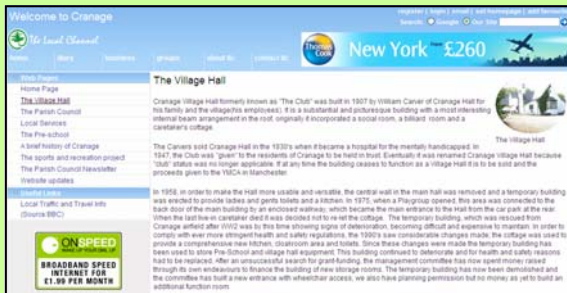 Welcome to Cranage
register | login | email | set homepage | add favourite
Search: Google Our Site
The Local Channel
home diary business groups about us contact us
Thomas Cook New York from £260
Web Pages
Home Page
The Village Hall
The Parish Council
Local Services
The Pre-school
A brief history of Cranage
The sports and recreation project
The Parish Council Newsletter
Website updates
Useful Links
Local Traffic and Travel Info
(Source BBC)
ONSPEED
BROADBAND SPEED
INTERNET FOR
£1.99 PER MONTH
The Village Hall
Cranage Village Hall formerly known as "The Club" was built in 1907 by William Carver of Cranage Hall for
his family and the village(his employees). It is a substantial and picturesque building with a most interesting
internal beam arrangement in the roof, originally it incorporated a social room, a billiard room and a
caretaker's cottage.
The Village Hall
The Carvers sold Cranage Hall in the 1930's when it became a hospital for the mentally handicapped. In
1947, the Club was "given" to the residents of Cranage to be held in trust. Eventually it was renamed Cranage Village Hall because
"club" status was no longer applicable. If at any time the building ceases to function as a Village Hall it is to be sold and the
proceeds given to the YMCA in Manchester.
In 1958, in order to make the Hall more usable and versatile, the central wall in the main hall was removed and a temporary building
was erected to provide ladies and gents toilets and a kitchen. In 1975, when a Playgroup opened, this area was connected to the
back door of the main building by an enclosed walkway, which became the main entrance to the Hall from the car park at the rear.
When the last live-in caretaker died it was decided not to re-let the cottage. The temporary building, which was rescued from
Cranage airfield after WW2 was by this time showing signs of deterioration, becoming difficult and expensive to maintain. In order to
comply with ever more stringent health and safety regulations, the 1990's saw considerable changes made; the cottage was used to
provide a comprehensive new kitchen, cloakroom area and toilets. Since these changes were made the temporary building has
been used to store Pre-School and village hall equipment. This building continued to deteriorate and for health and safety reasons
had to be replaced. After an unsuccessful search for grant-funding, the management committee has now spent money raised
through its own endeavours to finance the building of new storage rooms. The temporary building has now been demolished and
the committee has built a new entrance with wheelchair access, we also have planning permission but no money as yet to build an
additional function room